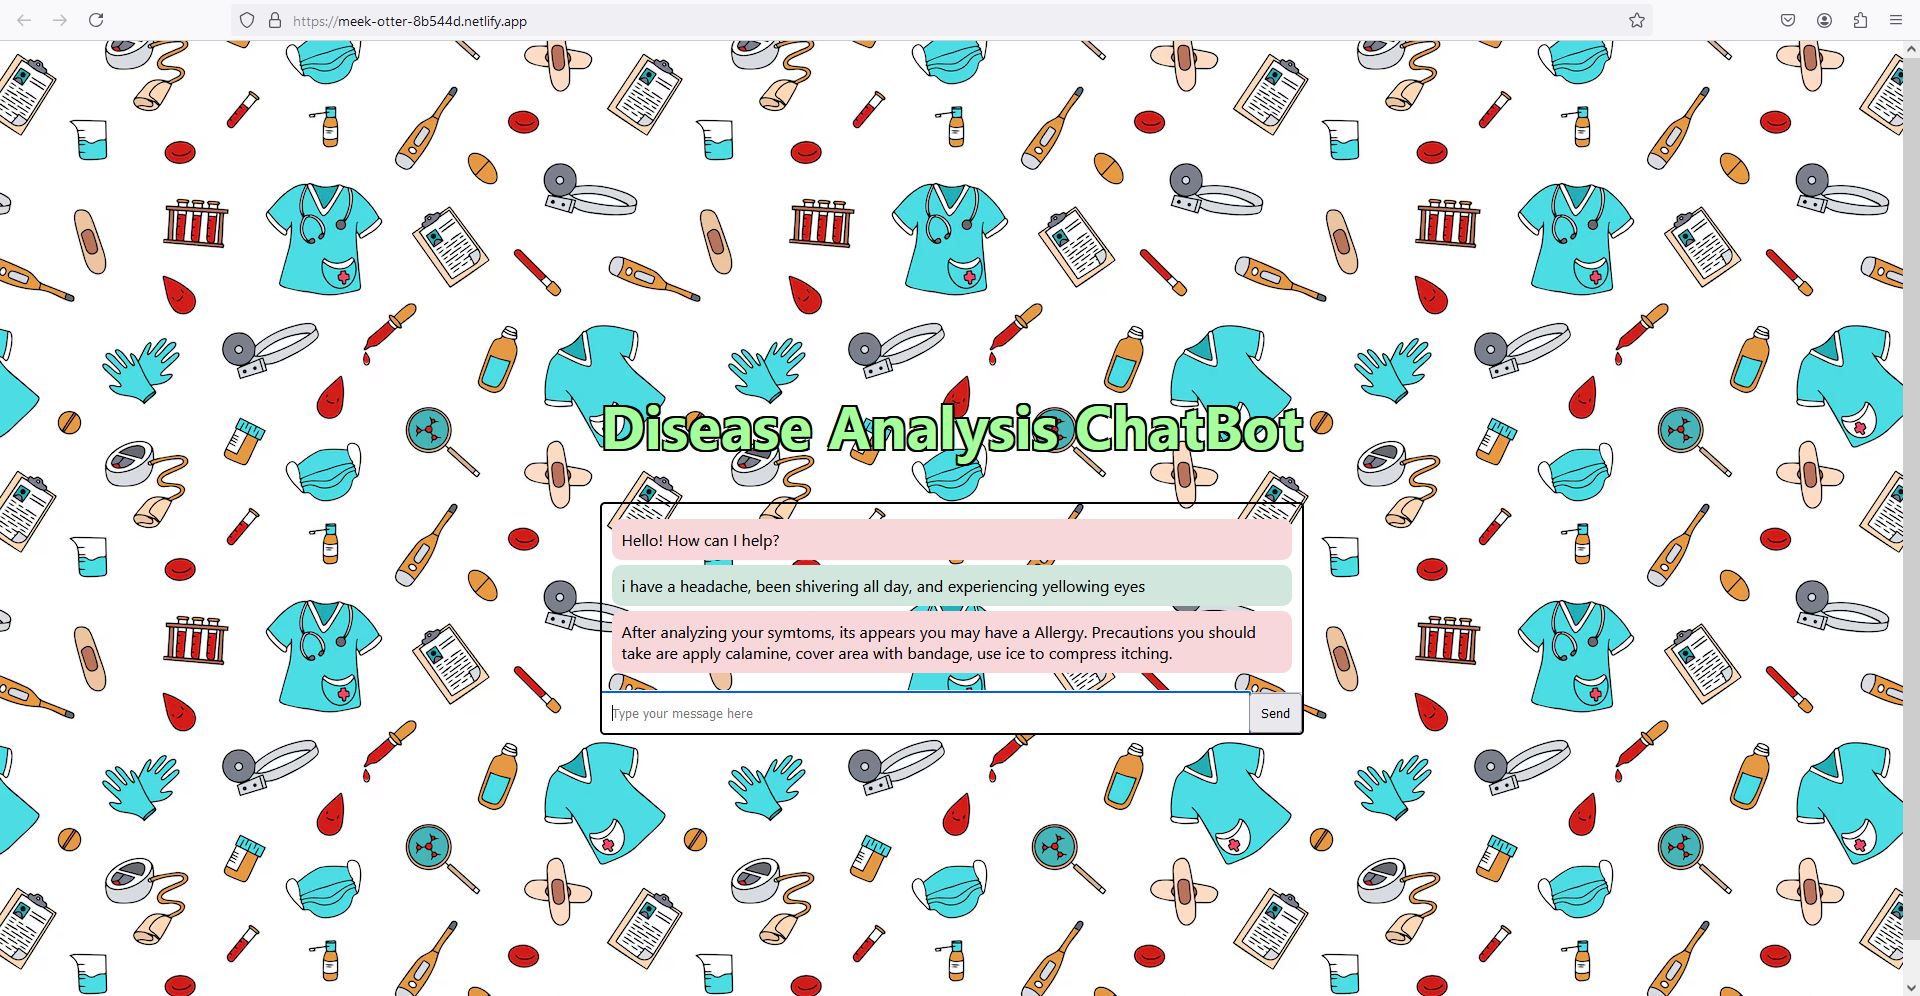 https://meek-otter-8b544d.netlify.app
Disease Analysis ChatBot
Hello! How can I help?
i have a headache, been shivering all day, and experiencing yellowing eyes
After analyzing your symtoms, its appears you may have a Allergy. Precautions you should
take are apply calamine, cover area with bandage, use ice to compress itching.
Type your message here
Send